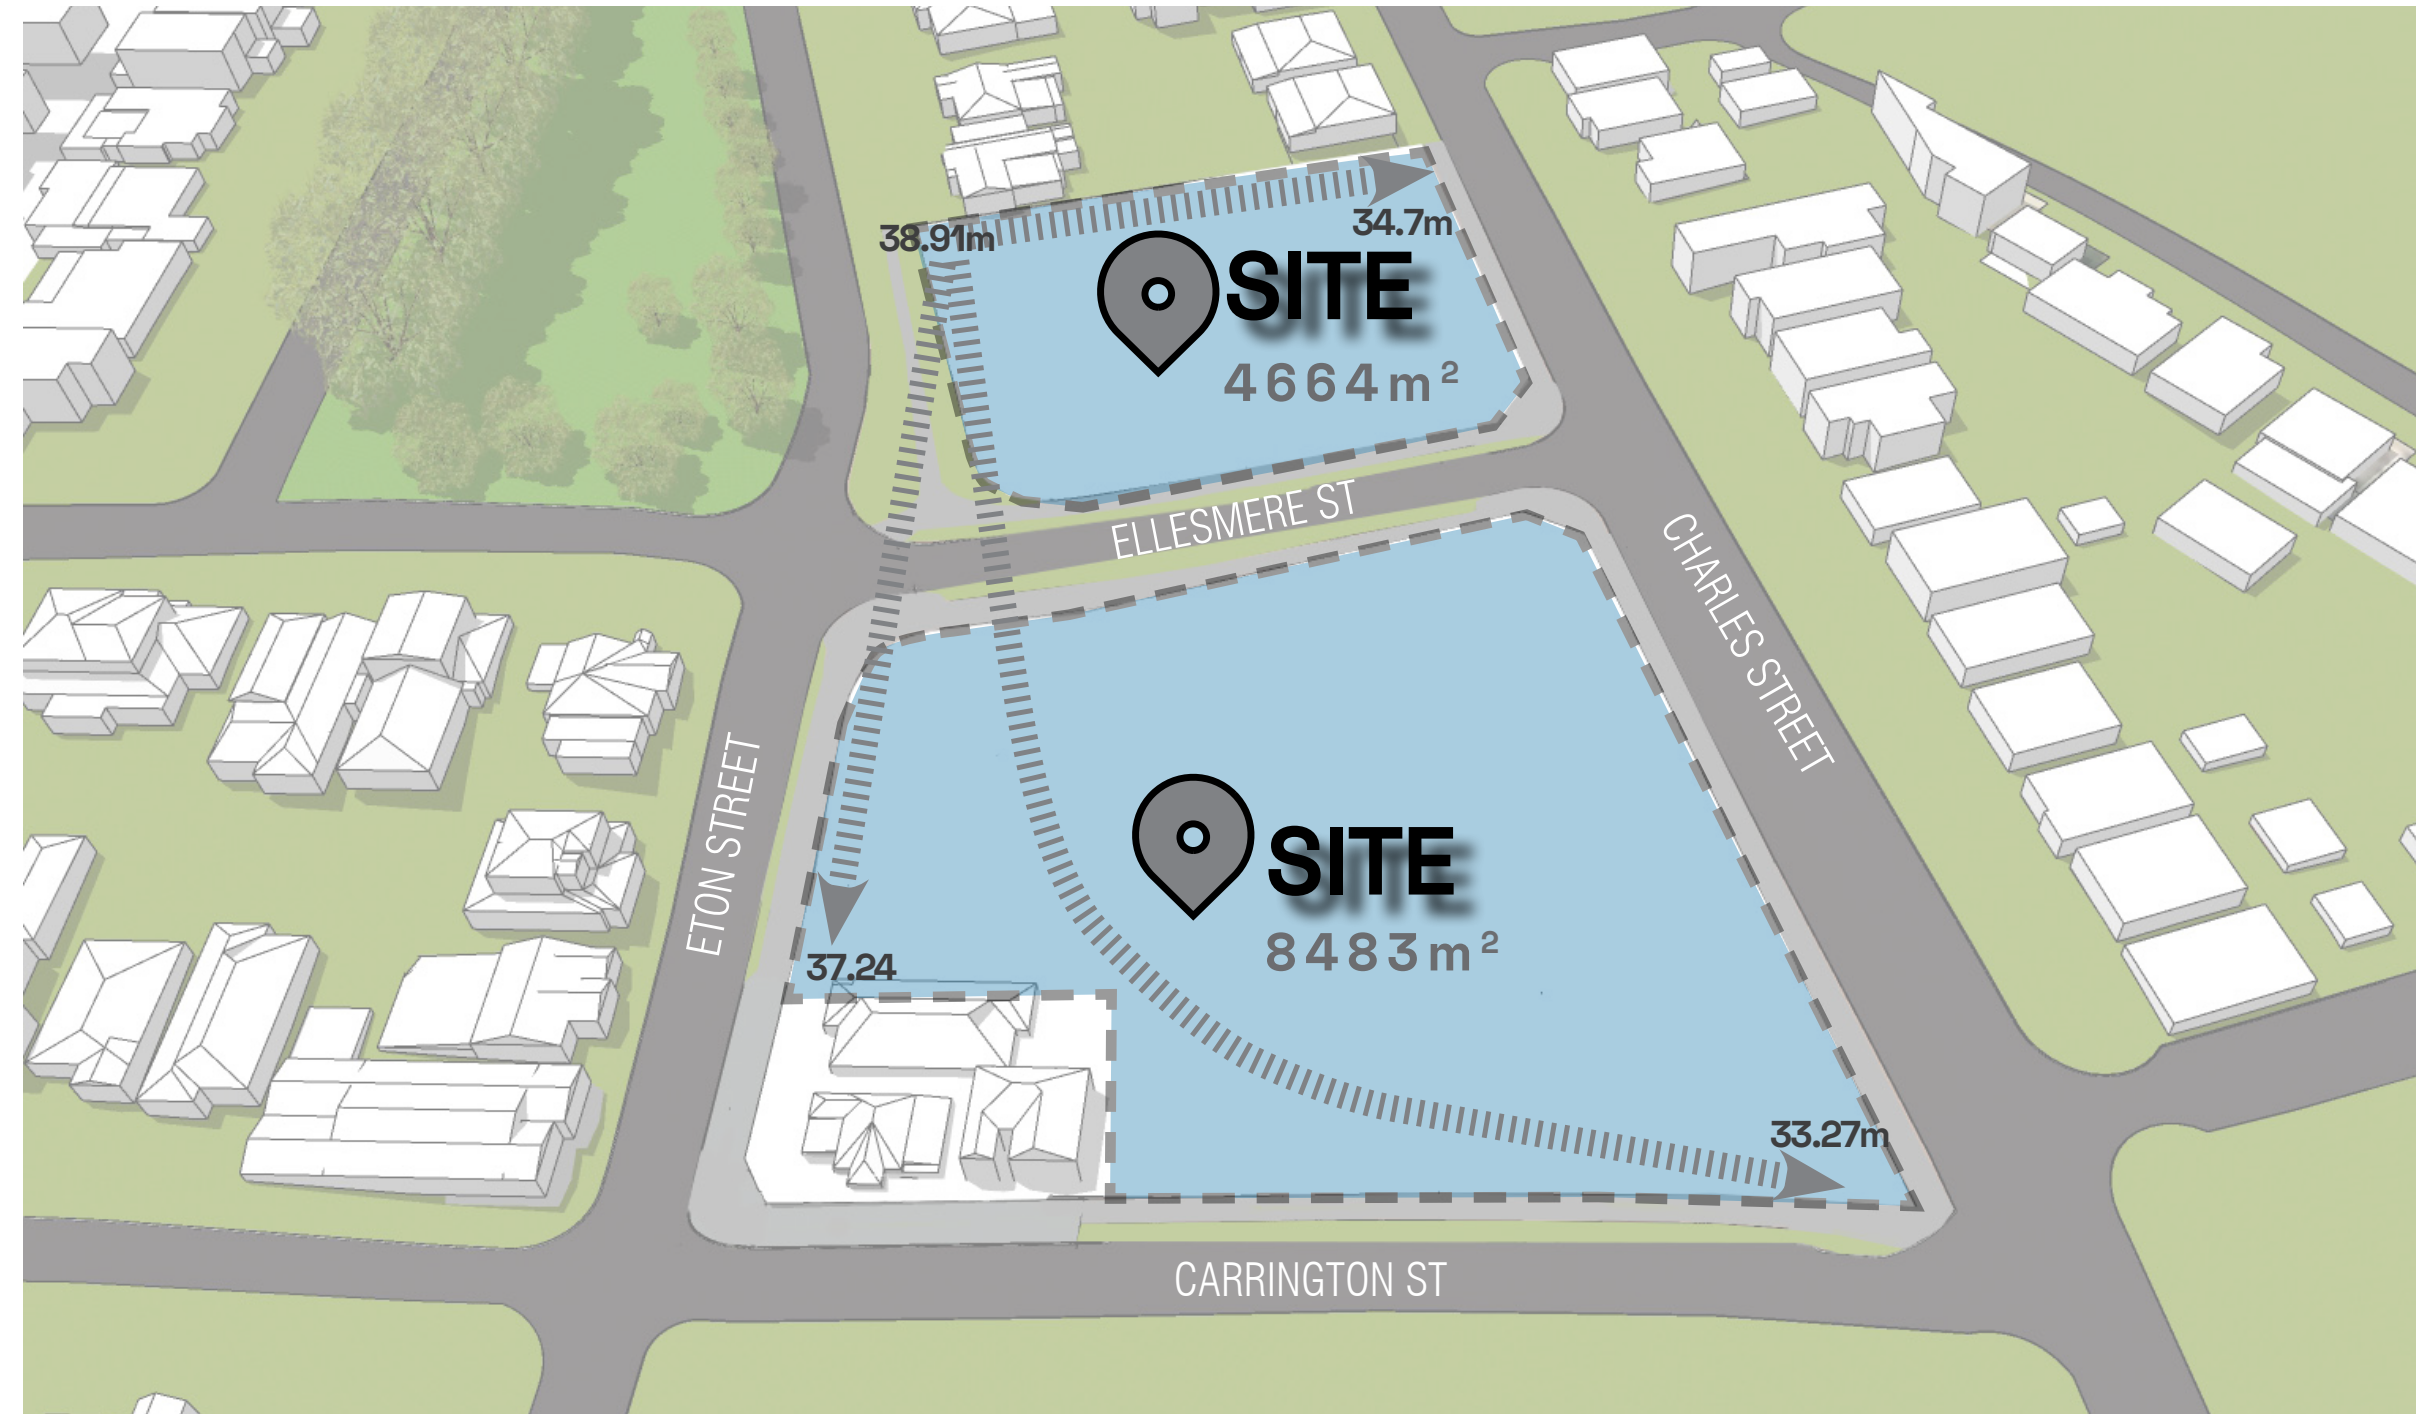 38.91m
34.7m
SITE
4664m²
ELLESMERE ST
CHARLES STREET
ETON STREET
SITE
8483m²
37.24
33.27m
CARRINGTON ST